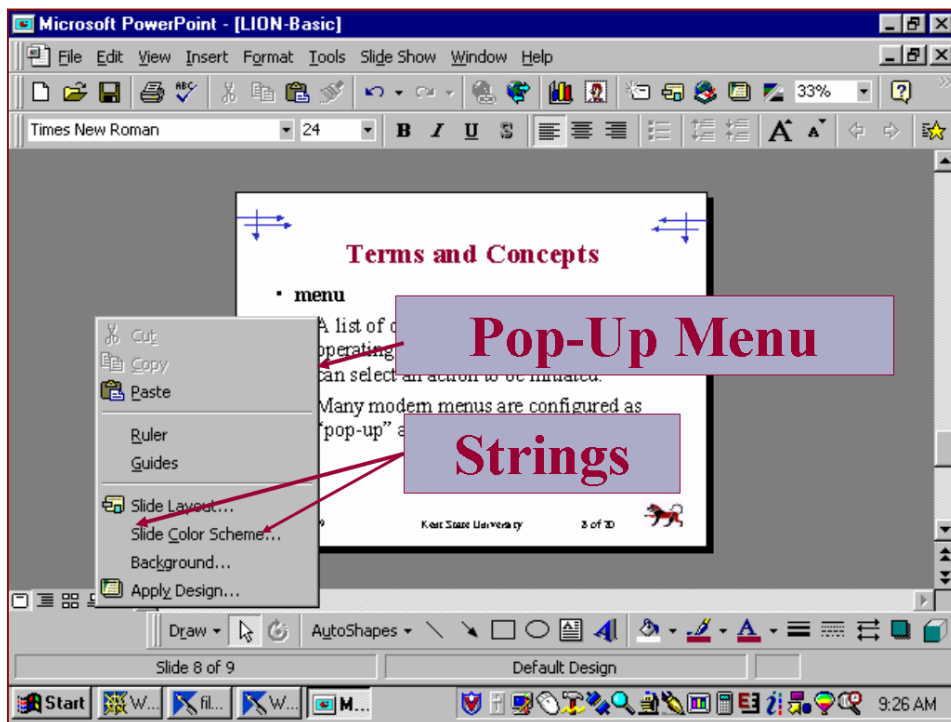 Microsoft PowerPoint - [LION-Basic]
File Edit View Insert Format Tools Slide Show Window Help
33%
Times New Roman 24 B I U S A A
Terms and Concepts
• menu
A list of
operating
can select an action to be initiated.
Many modern menus are configured as
"pop-up"
Pop-Up Menu
Strings
Cut
Copy
Paste
Ruler
Guides
Slide Layout...
Slide Color Scheme...
Background...
Apply Design...
Kent State University 8 of 20
Draw AutoShapes A
Slide 8 of 9 Default Design
Start W... fil... W... M... 9:26 AM